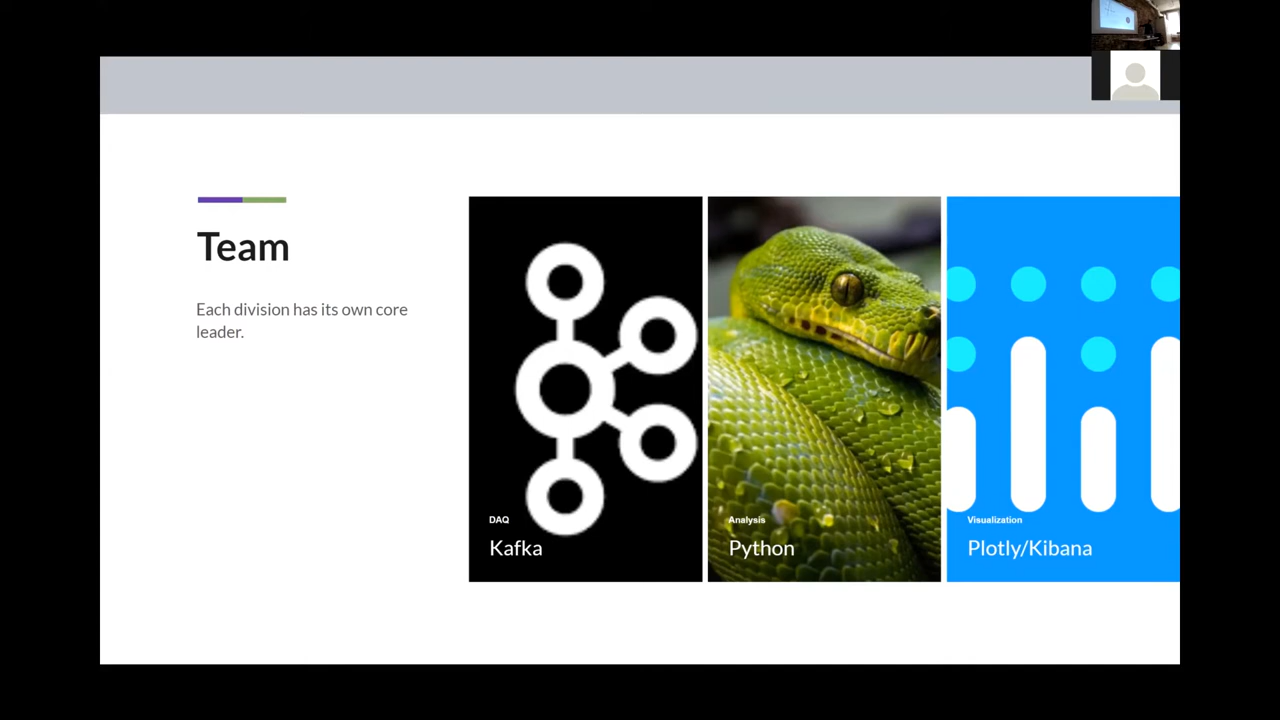 Team
Each division has its own core
leader.
DAQ
Kafka
Analysis
Python
Visualization
Plotly/Kibana